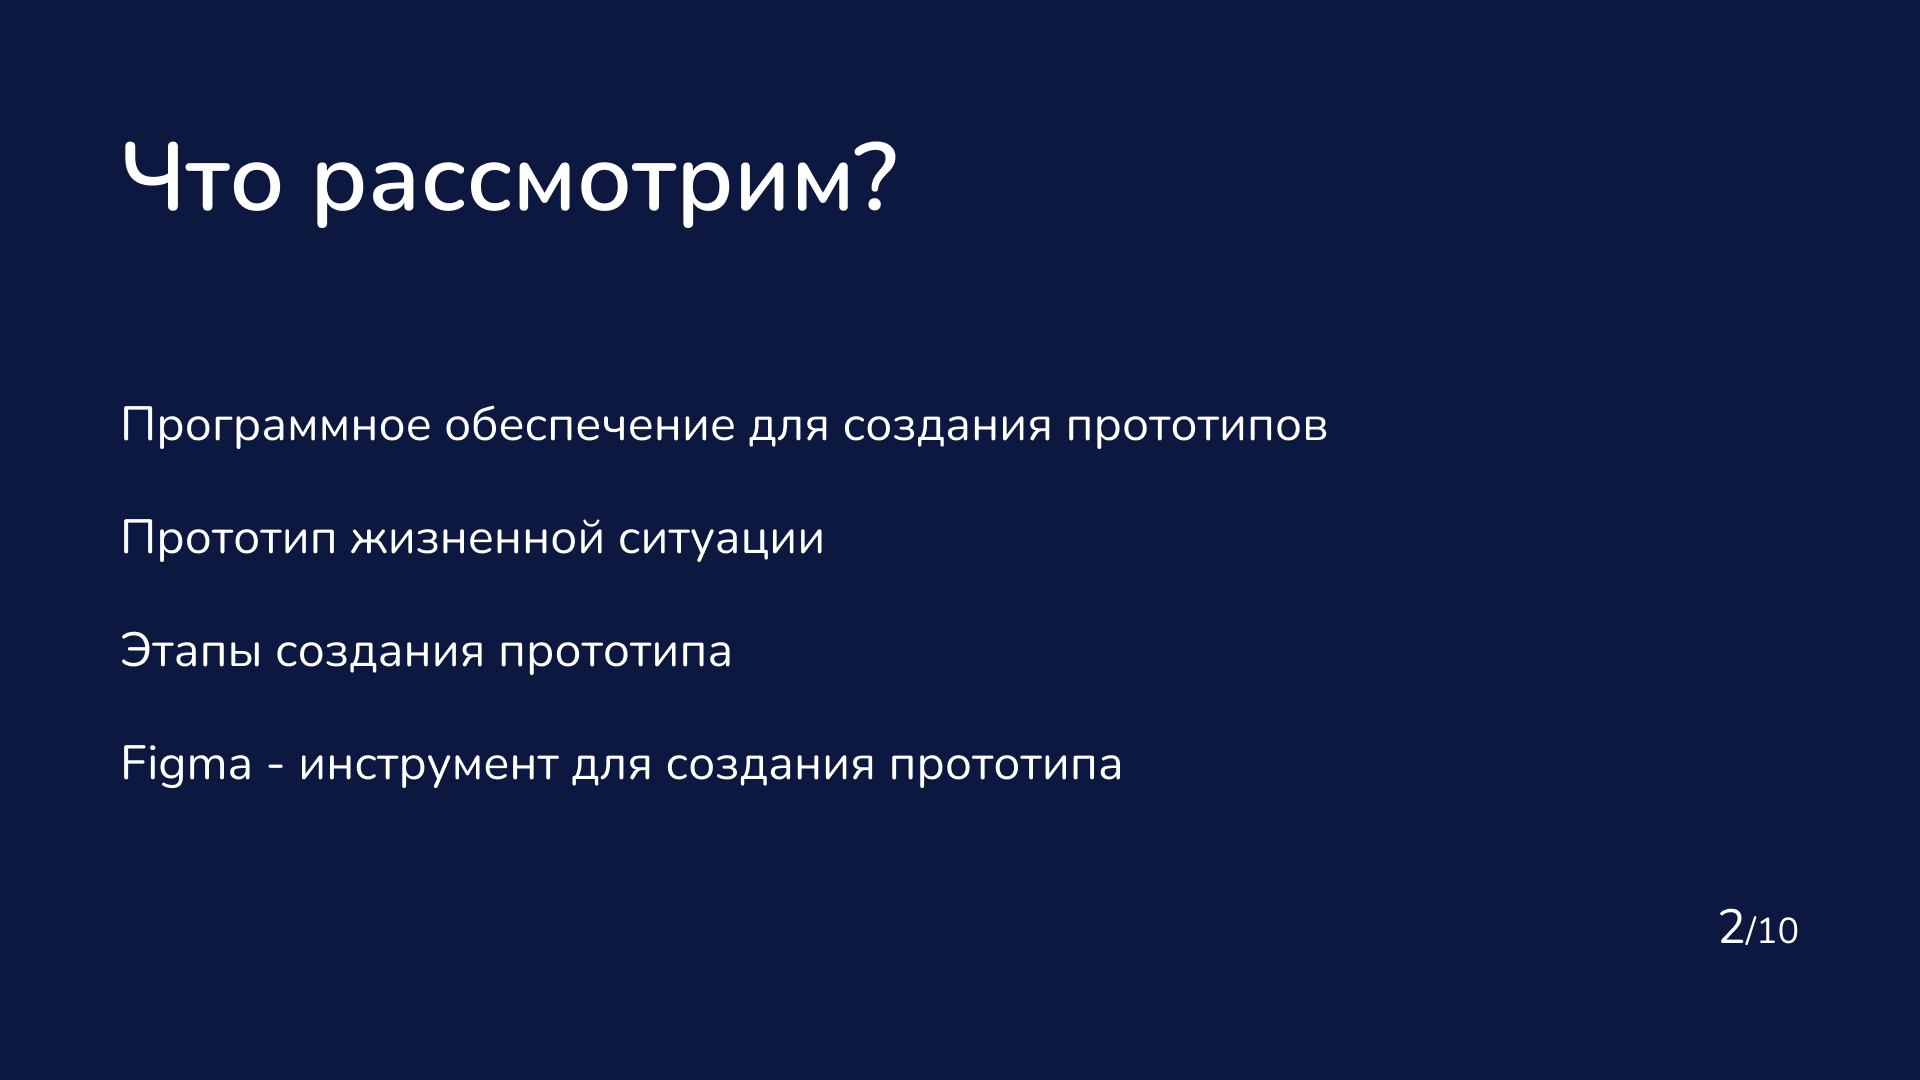 Что рассмотрим?
Программное обеспечение для создания прототипов
Прототип жизненной ситуации
Этапы создания прототипа
Figma - инструмент для создания прототипа
2/10